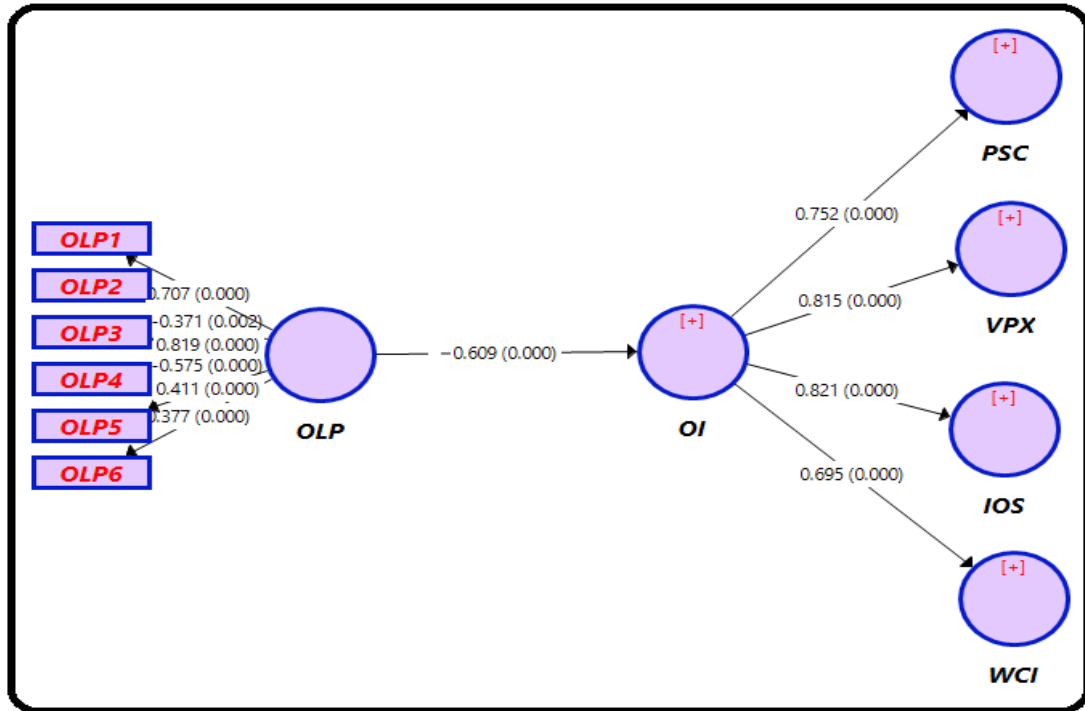 [+]
PSC
0.752 (0.000)
OLP1
OLP2
OLP3
OLP4
OLP5
OLP6
0.707 (0.000)
−0.371 (0.002)
0.819 (0.000)
−0.575 (0.000)
0.411 (0.000)
0.377 (0.000)
OLP
−0.609 (0.000)
[+]
OI
[+]
VPX
0.815 (0.000)
0.821 (0.000)
[+]
IOS
0.695 (0.000)
[+]
WCI